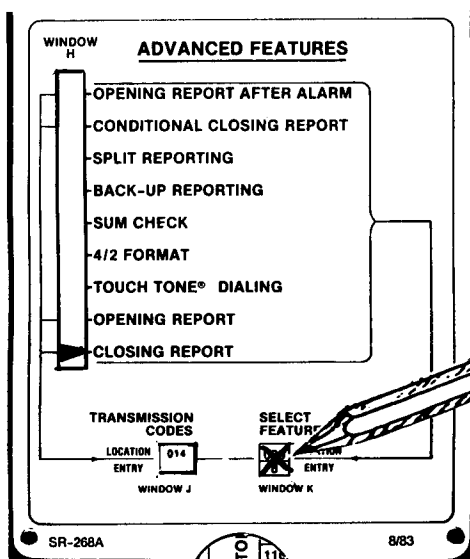 WINDOW
H
ADVANCED FEATURES
OPENING REPORT AFTER ALARM
CONDITIONAL CLOSING REPORT
SPLIT REPORTING
BACK-UP REPORTING
SUM CHECK
4/2 FORMAT
TOUCH TONE® DIALING
OPENING REPORT
CLOSING REPORT
TRANSMISSION
CODES
LOCATION
014
ENTRY
WINDOW J
SELECT
FEATUR
ENTRY
WINDOW K
SR-268A
8/83